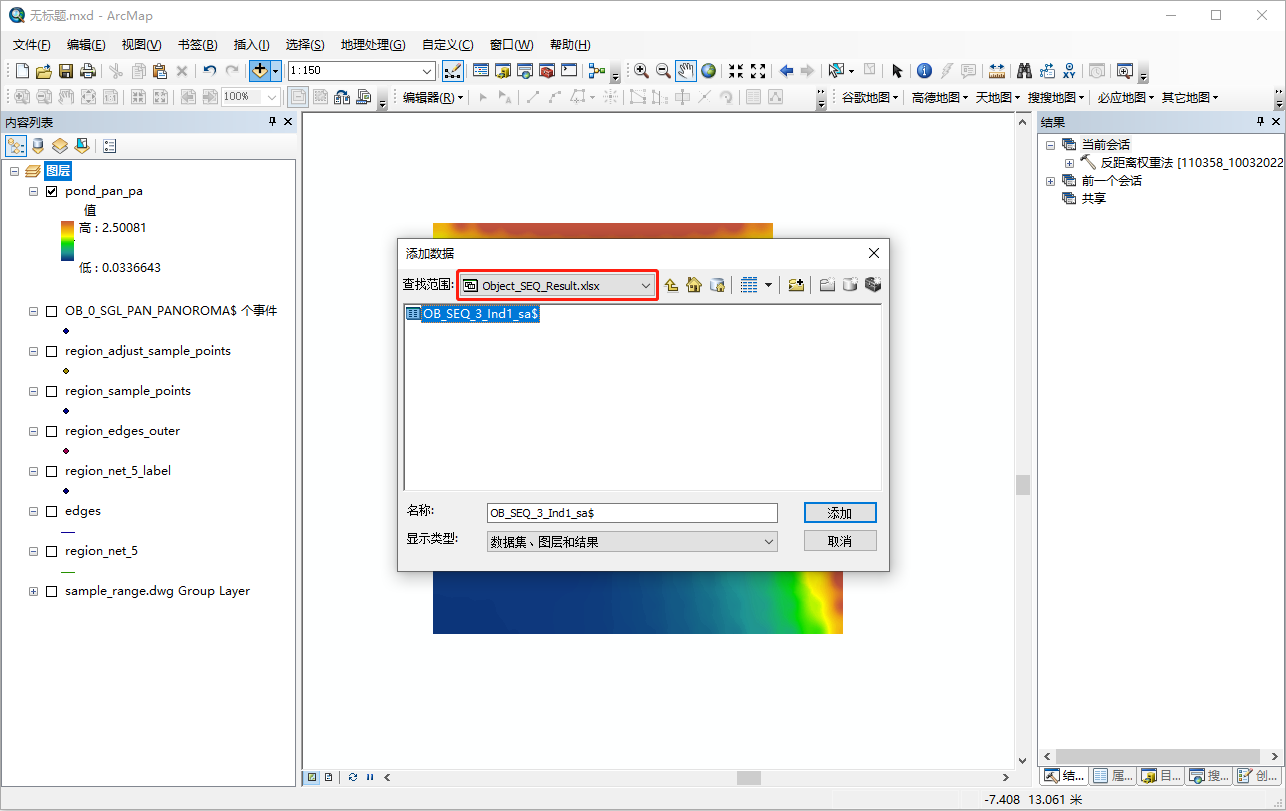 无标题.mxd - ArcMap
文件(F) 编辑(E) 视图(V) 书签(B) 插入(I) 选择(S) 地理处理(G) 自定义(C) 窗口(W) 帮助(H)
1:150
100% 编辑器(R) 谷歌地图 高德地图 天地图 搜搜地图 必应地图 其它地图
内容列表
图层
pond_pan_pa
值
高 : 2.50081
低 : 0.0336643
OB_0_SGL_PAN_PANOROMA$ 个事件
region_adjust_sample_points
region_sample_points
region_edges_outer
region_net_5_label
edges
region_net_5
sample_range.dwg Group Layer
添加数据
查找范围: Object_SEQ_Result.xlsx
OB_SEQ_3_Ind1_sa$
名称: OB_SEQ_3_Ind1_sa$ 添加
显示类型: 数据集、图层和结果 取消
结果
当前会话
反距离权重法 [110358_10032022
前一个会话
共享
结... 属... 目... 搜... 创...
-7.408 13.061 米